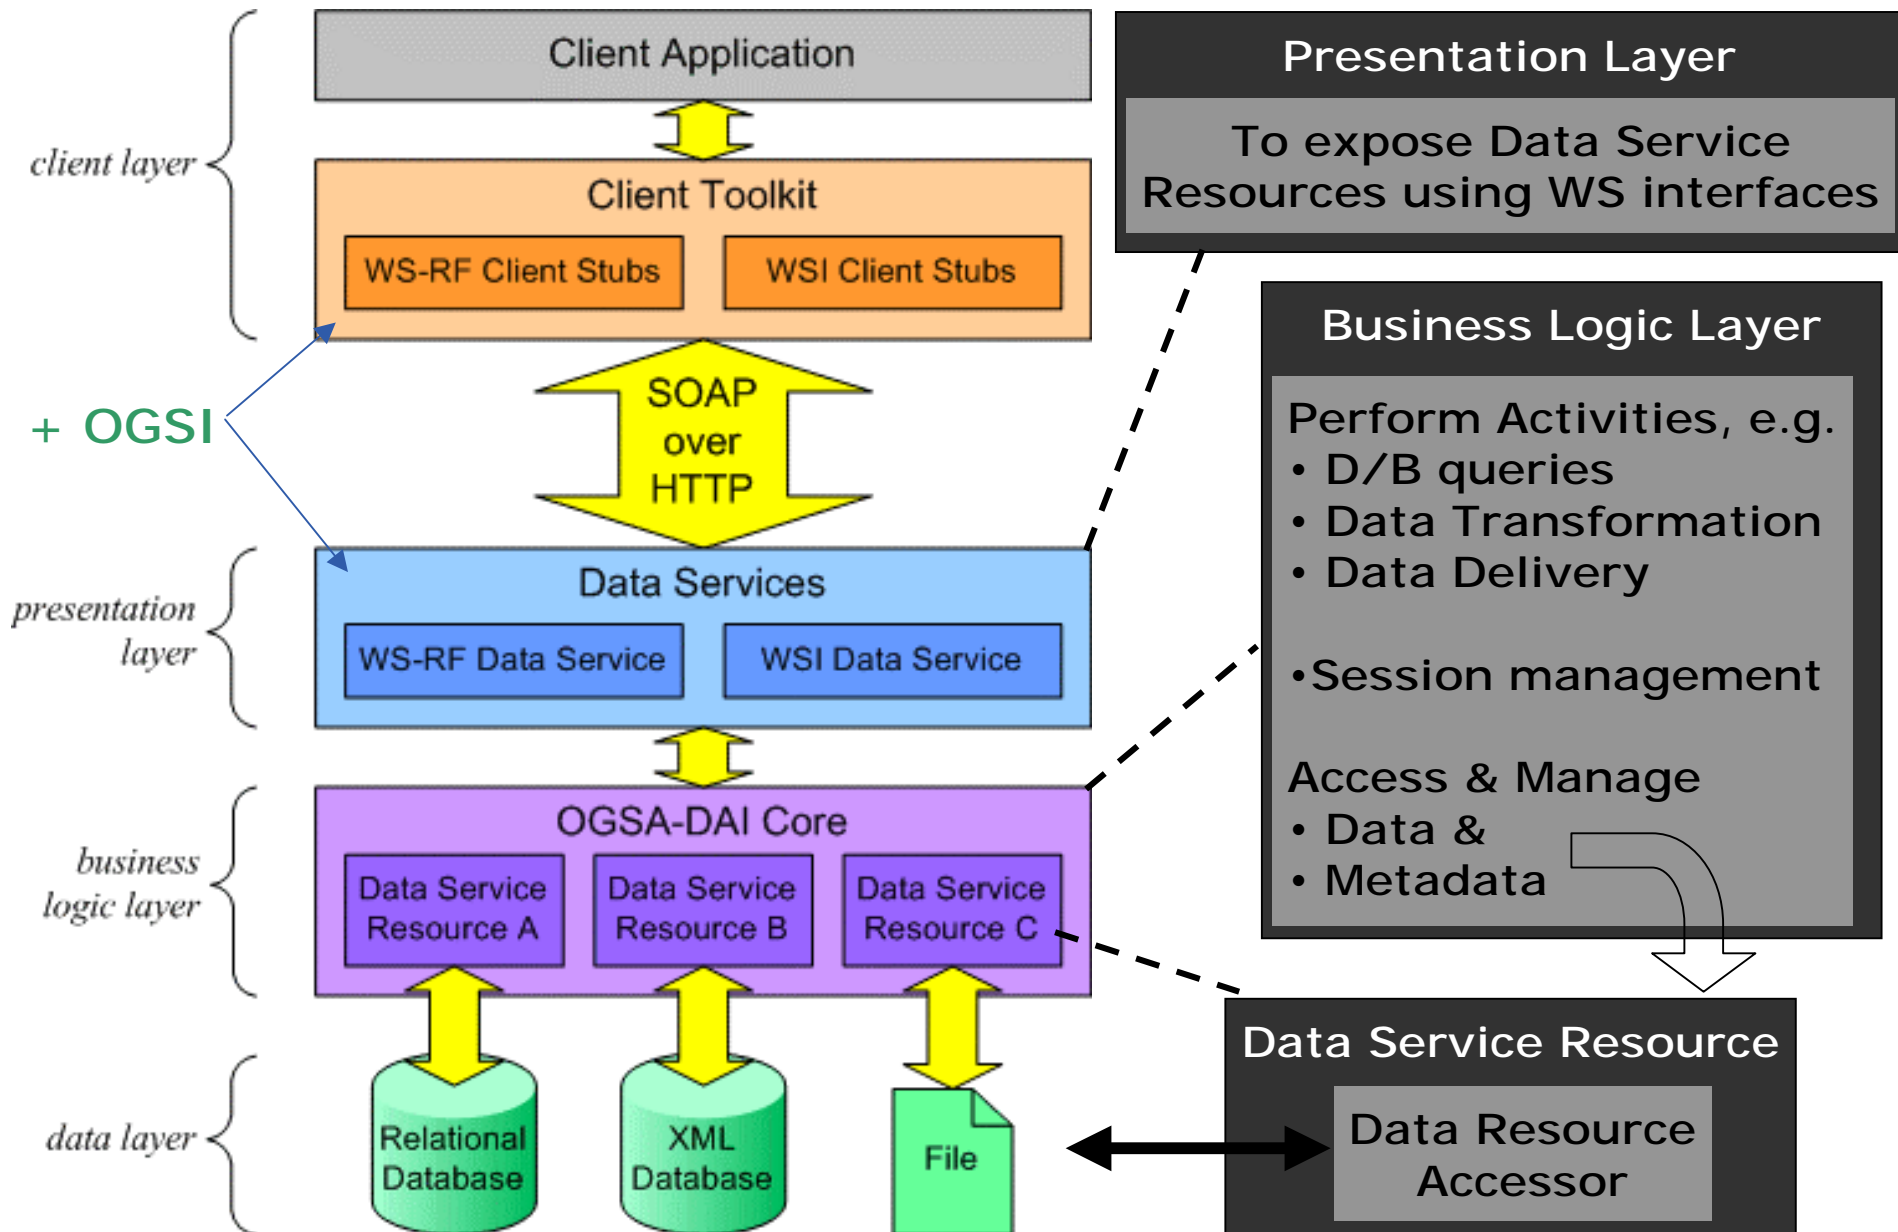 Client Application
client layer
Client Toolkit
WS-RF Client Stubs
WSI Client Stubs
+ OGSI
SOAP
over
HTTP
presentation
layer
Data Services
WS-RF Data Service
WSI Data Service
business
logic layer
OGSA-DAI Core
Data Service
Resource A
Data Service
Resource B
Data Service
Resource C
data layer
Relational
Database
XML
Database
File
Presentation Layer
To expose Data Service
Resources using WS interfaces
Business Logic Layer
Perform Activities, e.g.
• D/B queries
• Data Transformation
• Data Delivery
•Session management
Access & Manage
• Data &
• Metadata
Data Service Resource
Data Resource
Accessor